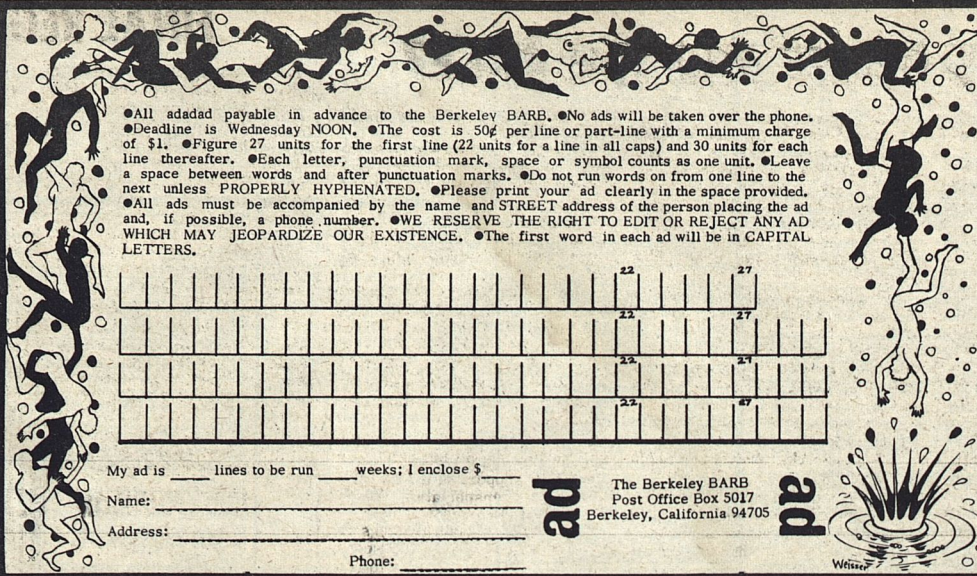 ●All adadad payable in advance to the Berkeley BARB. ●No ads will be taken over the phone.
●Deadline is Wednesday NOON. ●The cost is 50¢ per line or part-line with a minimum charge
of $1. ●Figure 27 units for the first line (22 units for a line in all caps) and 30 units for each
line thereafter. ●Each letter, punctuation mark, space or symbol counts as one unit. ●Leave
a space between words and after punctuation marks. ●Do not run words on from one line to the
next unless PROPERLY HYPHENATED. ●Please print your ad clearly in the space provided.
●All ads must be accompanied by the name and STREET address of the person placing the ad
and, if possible, a phone number. ●WE RESERVE THE RIGHT TO EDIT OR REJECT ANY AD
WHICH MAY JEOPARDIZE OUR EXISTENCE. ●The first word in each ad will be in CAPITAL
LETTERS.
22 27
22 27
22 27
22 27
My ad is ____ lines to be run ____ weeks; I enclose $ ____
Name:
Address:
Phone:
ad
The Berkeley BARB
Post Office Box 5017
Berkeley, California 94705
ad
Weisser